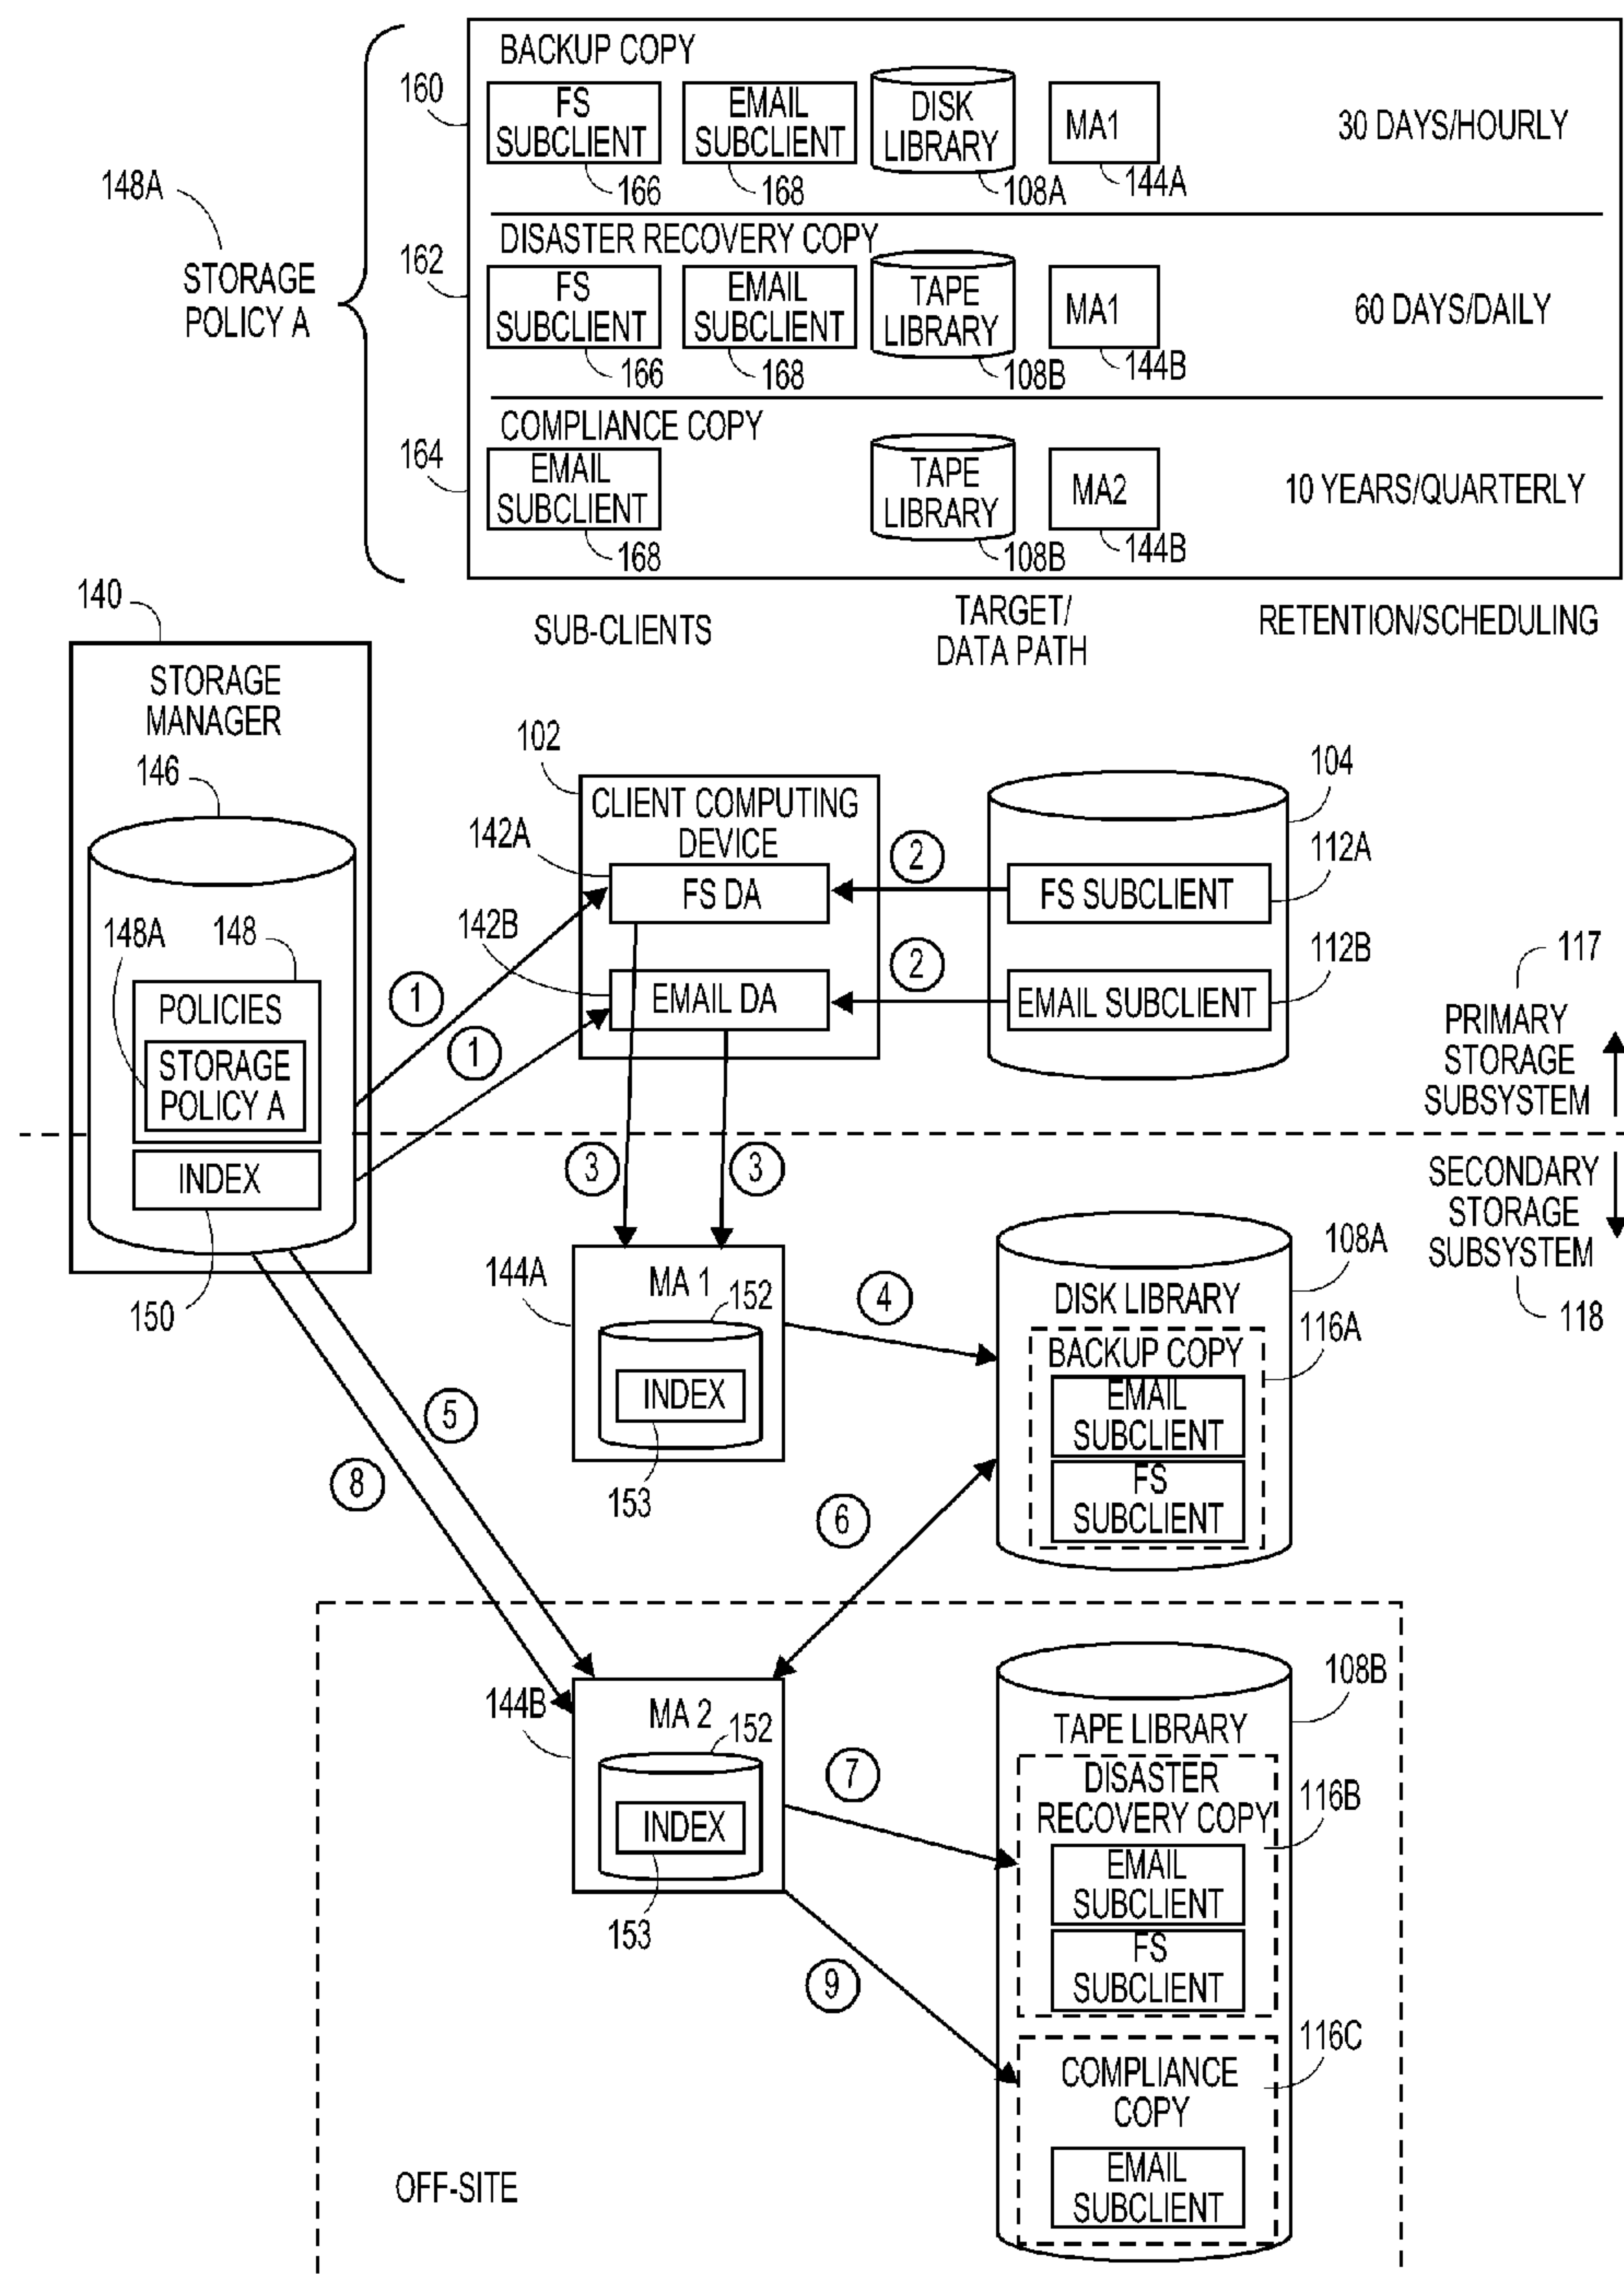 BACKUP COPY
160
FS
SUBCLIENT
166
EMAIL
SUBCLIENT
168
DISK
LIBRARY
108A
MA1
144A
30 DAYS/HOURLY
148A
STORAGE
POLICY A
DISASTER RECOVERY COPY
162
FS
SUBCLIENT
166
EMAIL
SUBCLIENT
168
TAPE
LIBRARY
108B
MA1
144B
60 DAYS/DAILY
COMPLIANCE COPY
164
EMAIL
SUBCLIENT
168
TAPE
LIBRARY
108B
MA2
144B
10 YEARS/QUARTERLY
SUB-CLIENTS
TARGET/
DATA PATH
RETENTION/SCHEDULING
140
STORAGE
MANAGER
146
148A
148
POLICIES
STORAGE
POLICY A
INDEX
150
1
1
102
CLIENT COMPUTING
DEVICE
142A
FS DA
142B
EMAIL DA
2
2
104
112A
FS SUBCLIENT
112B
EMAIL SUBCLIENT
117
PRIMARY
STORAGE
SUBSYSTEM
SECONDARY
STORAGE
SUBSYSTEM
118
3
3
144A
MA 1
152
INDEX
153
4
108A
DISK LIBRARY
116A
BACKUP COPY
EMAIL
SUBCLIENT
FS
SUBCLIENT
5
8
6
144B
MA 2
152
INDEX
153
7
9
108B
TAPE LIBRARY
DISASTER
RECOVERY COPY
116B
EMAIL
SUBCLIENT
FS
SUBCLIENT
116C
COMPLIANCE
COPY
EMAIL
SUBCLIENT
OFF-SITE